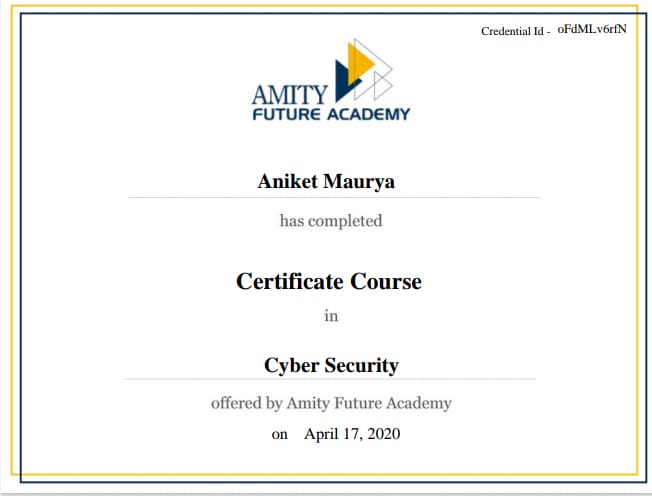 Credential Id - oFdMLv6rfN
AMITY
FUTURE ACADEMY
Aniket Maurya
has completed
Certificate Course
in
Cyber Security
offered by Amity Future Academy
on April 17, 2020